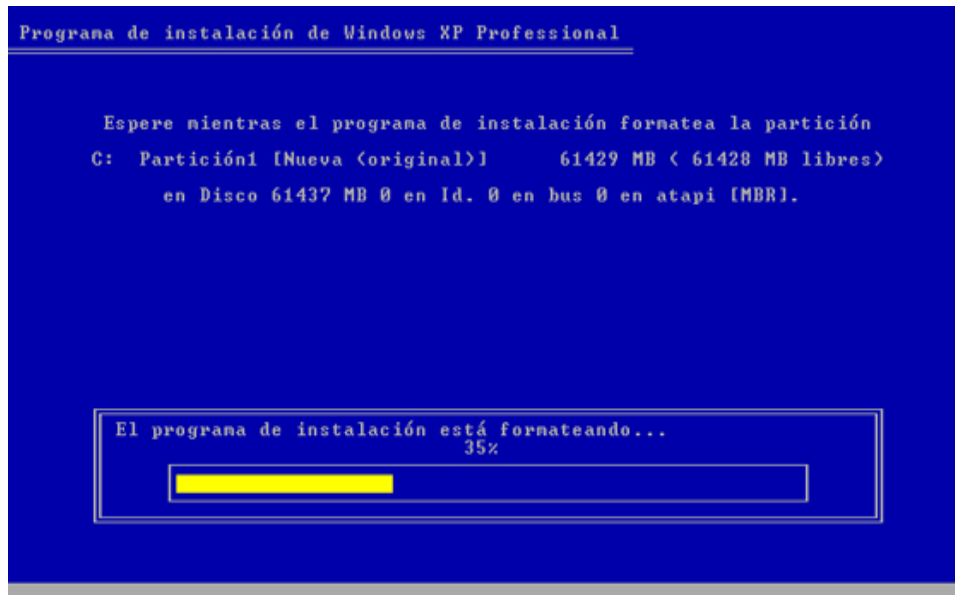 Programa de instalación de Windows XP Professional
Espere mientras el programa de instalación formatea la partición
C: Partición1 [Nueva (original)] 61429 MB ( 61428 MB libres)
en Disco 61437 MB 0 en Id. 0 en bus 0 en atapi [MBR].
El programa de instalación está formateando...
35%